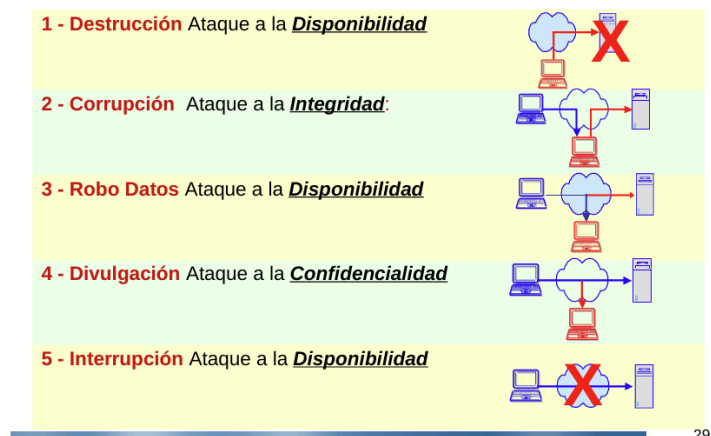 1 - Destrucción Ataque a la Disponibilidad
2 - Corrupción Ataque a la Integridad:
3 - Robo Datos Ataque a la Disponibilidad
4 - Divulgación Ataque a la Confidencialidad
5 - Interrupción Ataque a la Disponibilidad
29